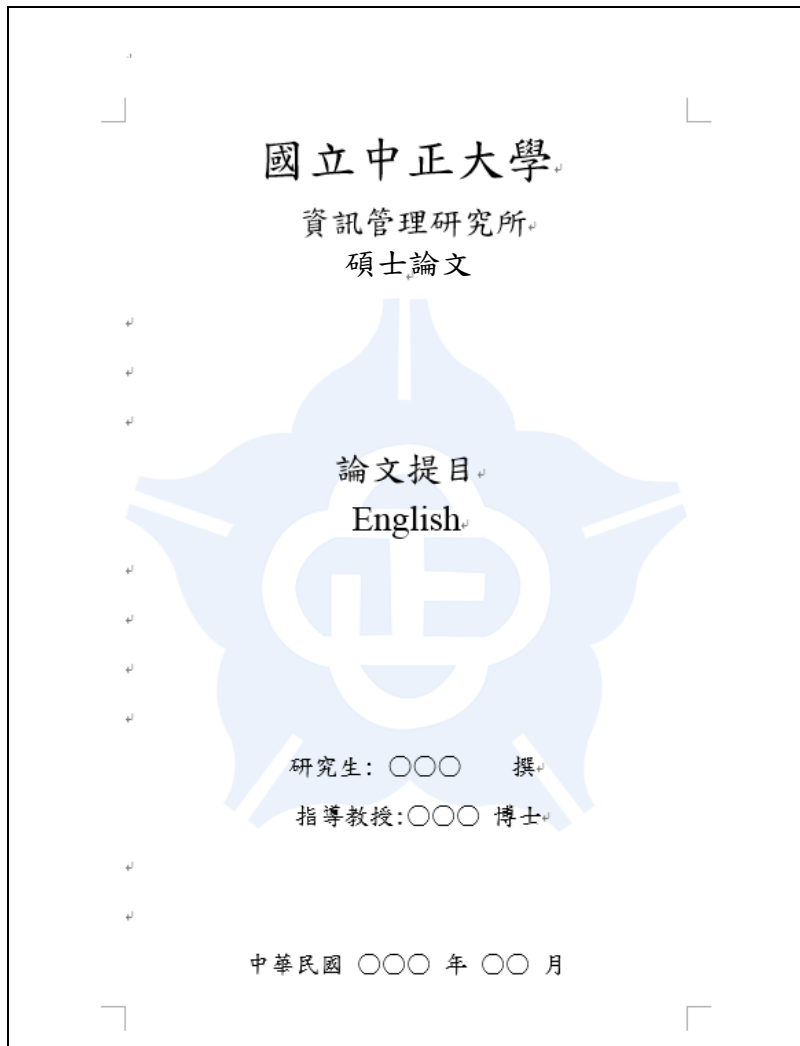 國立中正大學
資訊管理研究所
碩士論文
論文提目
English
研究生: ○○○ 撰
指導教授:○○○ 博士
中華民國 ○○○ 年 ○○ 月